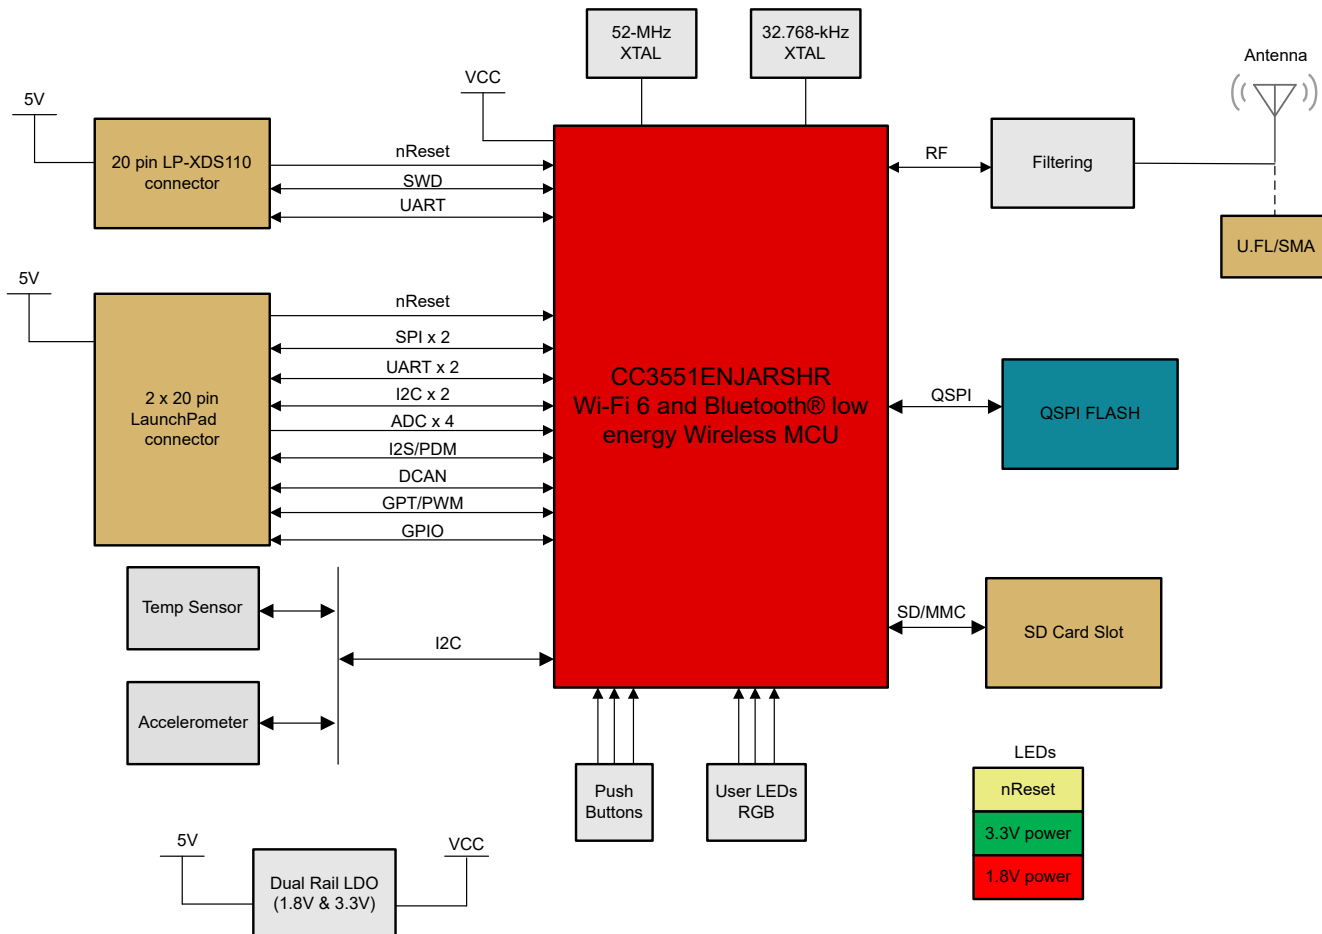 52-MHz
XTAL
32.768-kHz
XTAL
Antenna
VCC
5V
20 pin LP-XDS110
connector
nReset
SWD
UART
RF
Filtering
U.FL/SMA
5V
2 x 20 pin
LaunchPad
connector
nReset
SPI x 2
UART x 2
I2C x 2
ADC x 4
I2S/PDM
DCAN
GPT/PWM
GPIO
CC3551ENJARSHR
Wi-Fi 6 and Bluetooth® low
energy Wireless MCU
QSPI
QSPI FLASH
Temp Sensor
Accelerometer
I2C
SD/MMC
SD Card Slot
Push
Buttons
User LEDs
RGB
LEDs
nReset
3.3V power
1.8V power
5V
Dual Rail LDO
(1.8V & 3.3V)
VCC